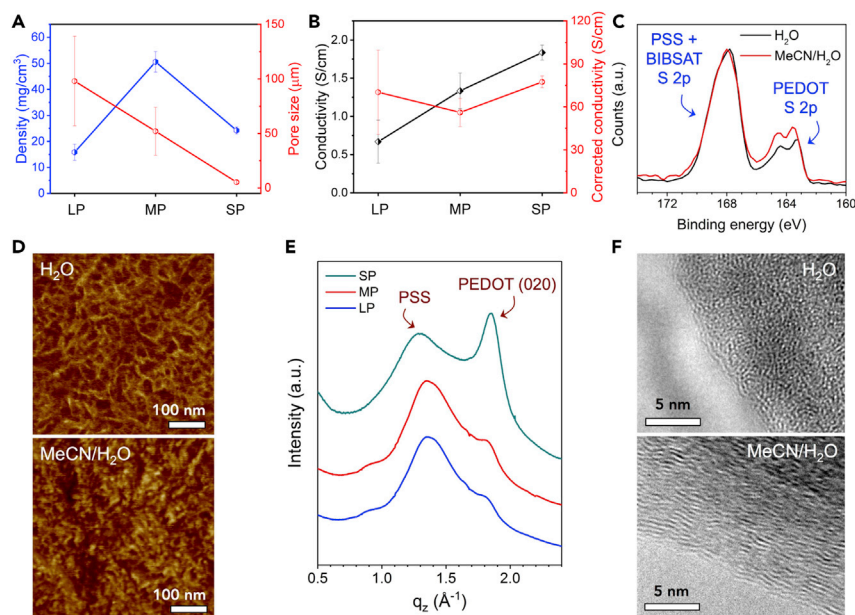 A
Density (mg/cm³)
60
50
40
30
20
10
0
LP
MP
SP
150
100
50
0
Pore size (μm)
B
Conductivity (S/cm)
2.0
1.5
1.0
0.5
0.0
LP
MP
SP
120
90
60
30
0
Corrected conductivity (S/cm)
C
Counts (a.u.)
H₂O
MeCN/H₂O
PSS +
BIBSAT
S 2p
PEDOT
S 2p
172
168
164
160
Binding energy (eV)
D
H₂O
100 nm
MeCN/H₂O
100 nm
E
Intensity (a.u.)
SP
MP
LP
PSS
PEDOT (020)
0.5
1.0
1.5
2.0
q_z (Å⁻¹)
F
H₂O
5 nm
MeCN/H₂O
5 nm